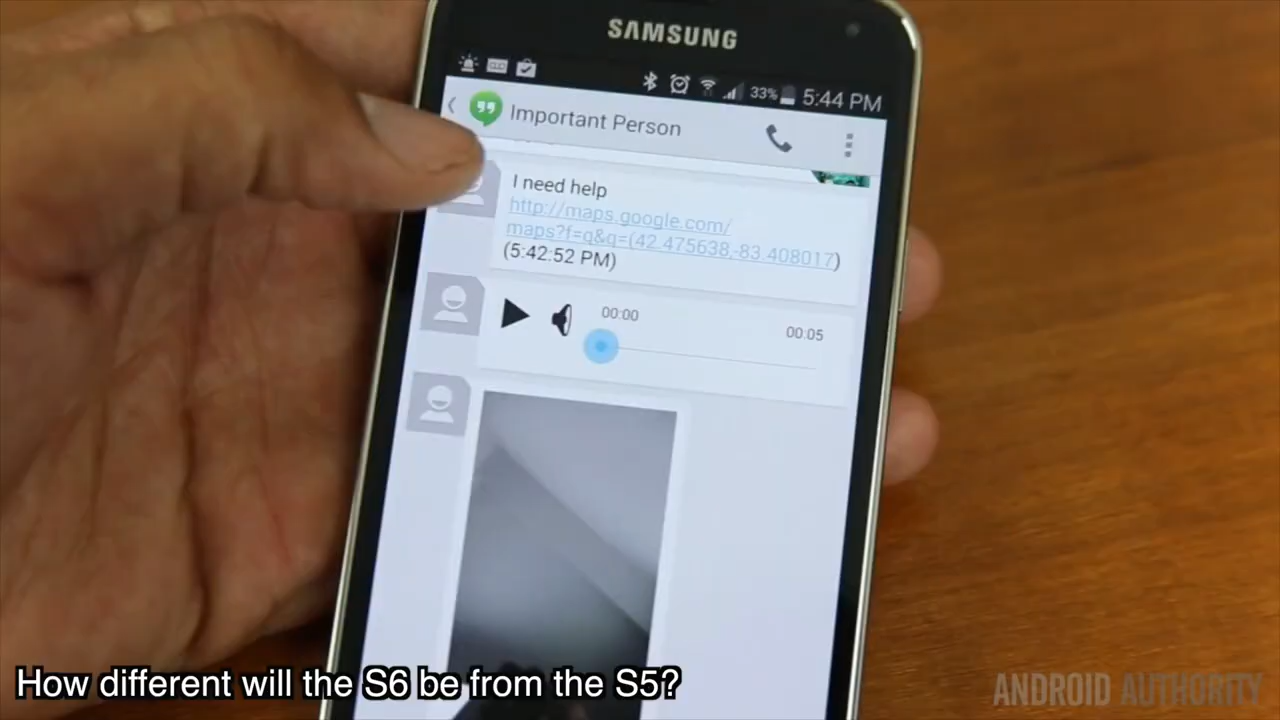 SAMSUNG
33% 5:44 PM
Important Person
I need help
http://maps.google.com/
maps?f=q&q=(42.475638,-83.408017)
(5:42:52 PM)
00:00
00:05
How different will the S6 be from the S5?
ANDROID AUTHORITY